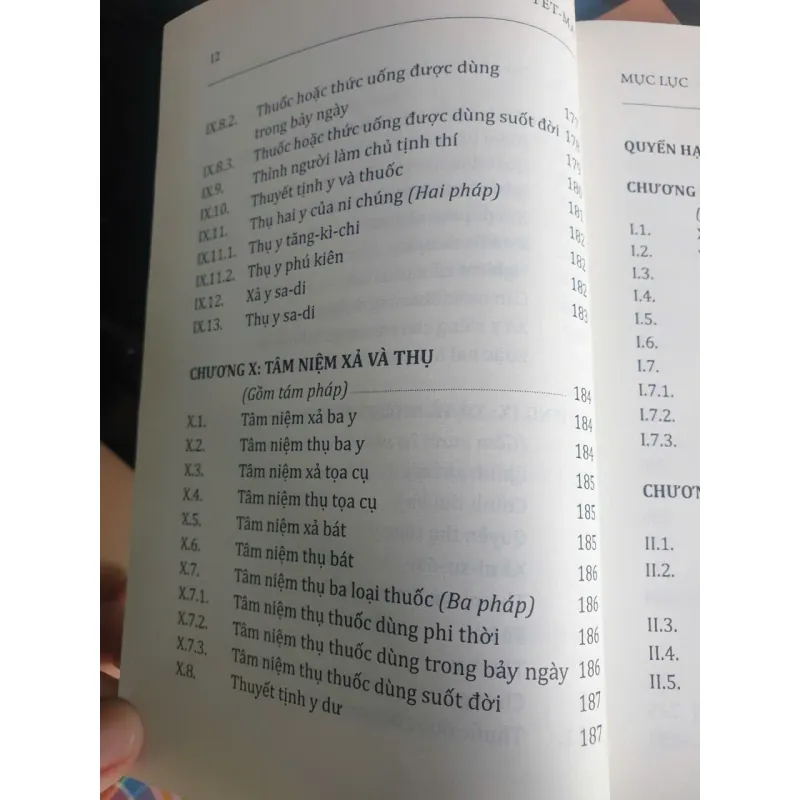 12
YẾT-MA
IX.8.2. Thuốc hoặc thức uống được dùng
trong bảy ngày 177
IX.8.3. Thuốc hoặc thức uống được dùng suốt đời 178
IX.9. Thỉnh người làm chủ tịnh thí 179
IX.10. Thuyết tịnh y và thuốc 180
IX.11. Thụ hai y của ni chúng (Hai pháp) 181
IX.11.1. Thụ y tăng-kì-chi 182
IX.11.2. Thụ y phú kiên 182
IX.12. Xả y sa-di 182
IX.13. Thụ y sa-di 183
CHƯƠNG X: TÂM NIỆM XẢ VÀ THỤ
(Gồm tám pháp) 184
X.1. Tâm niệm xả ba y 184
X.2. Tâm niệm thụ ba y 184
X.3. Tâm niệm xả tọa cụ 185
X.4. Tâm niệm thụ tọa cụ 185
X.5. Tâm niệm xả bát 185
X.6. Tâm niệm thụ bát 186
X.7. Tâm niệm thụ ba loại thuốc (Ba pháp) 186
X.7.1. Tâm niệm thụ thuốc dùng phi thời 186
X.7.2. Tâm niệm thụ thuốc dùng trong bảy ngày 186
X.7.3. Tâm niệm thụ thuốc dùng suốt đời 187
X.8. Thuyết tịnh y dư 187
MỤC LỤC
QUYỂN HẠ
CHƯƠNG
I.1.
I.2.
I.3.
I.4.
I.5.
I.6.
I.7.
I.7.1.
I.7.2.
I.7.3.
CHƯƠNG
II.1.
II.2.
II.3.
II.4.
II.5.